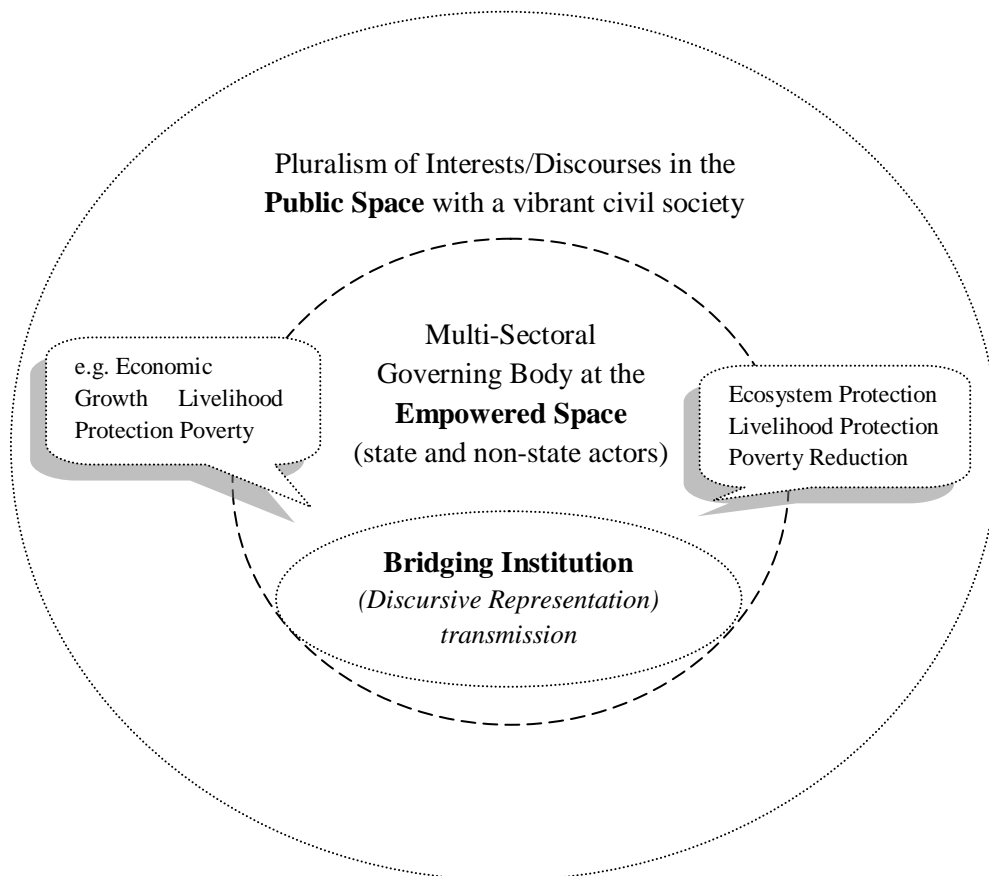 Pluralism of Interests/Discourses in the
Public Space with a vibrant civil society
Multi-Sectoral
Governing Body at the
Empowered Space
(state and non-state actors)
e.g. Economic
Growth Livelihood
Protection Poverty
Ecosystem Protection
Livelihood Protection
Poverty Reduction
Bridging Institution
(Discursive Representation)
transmission